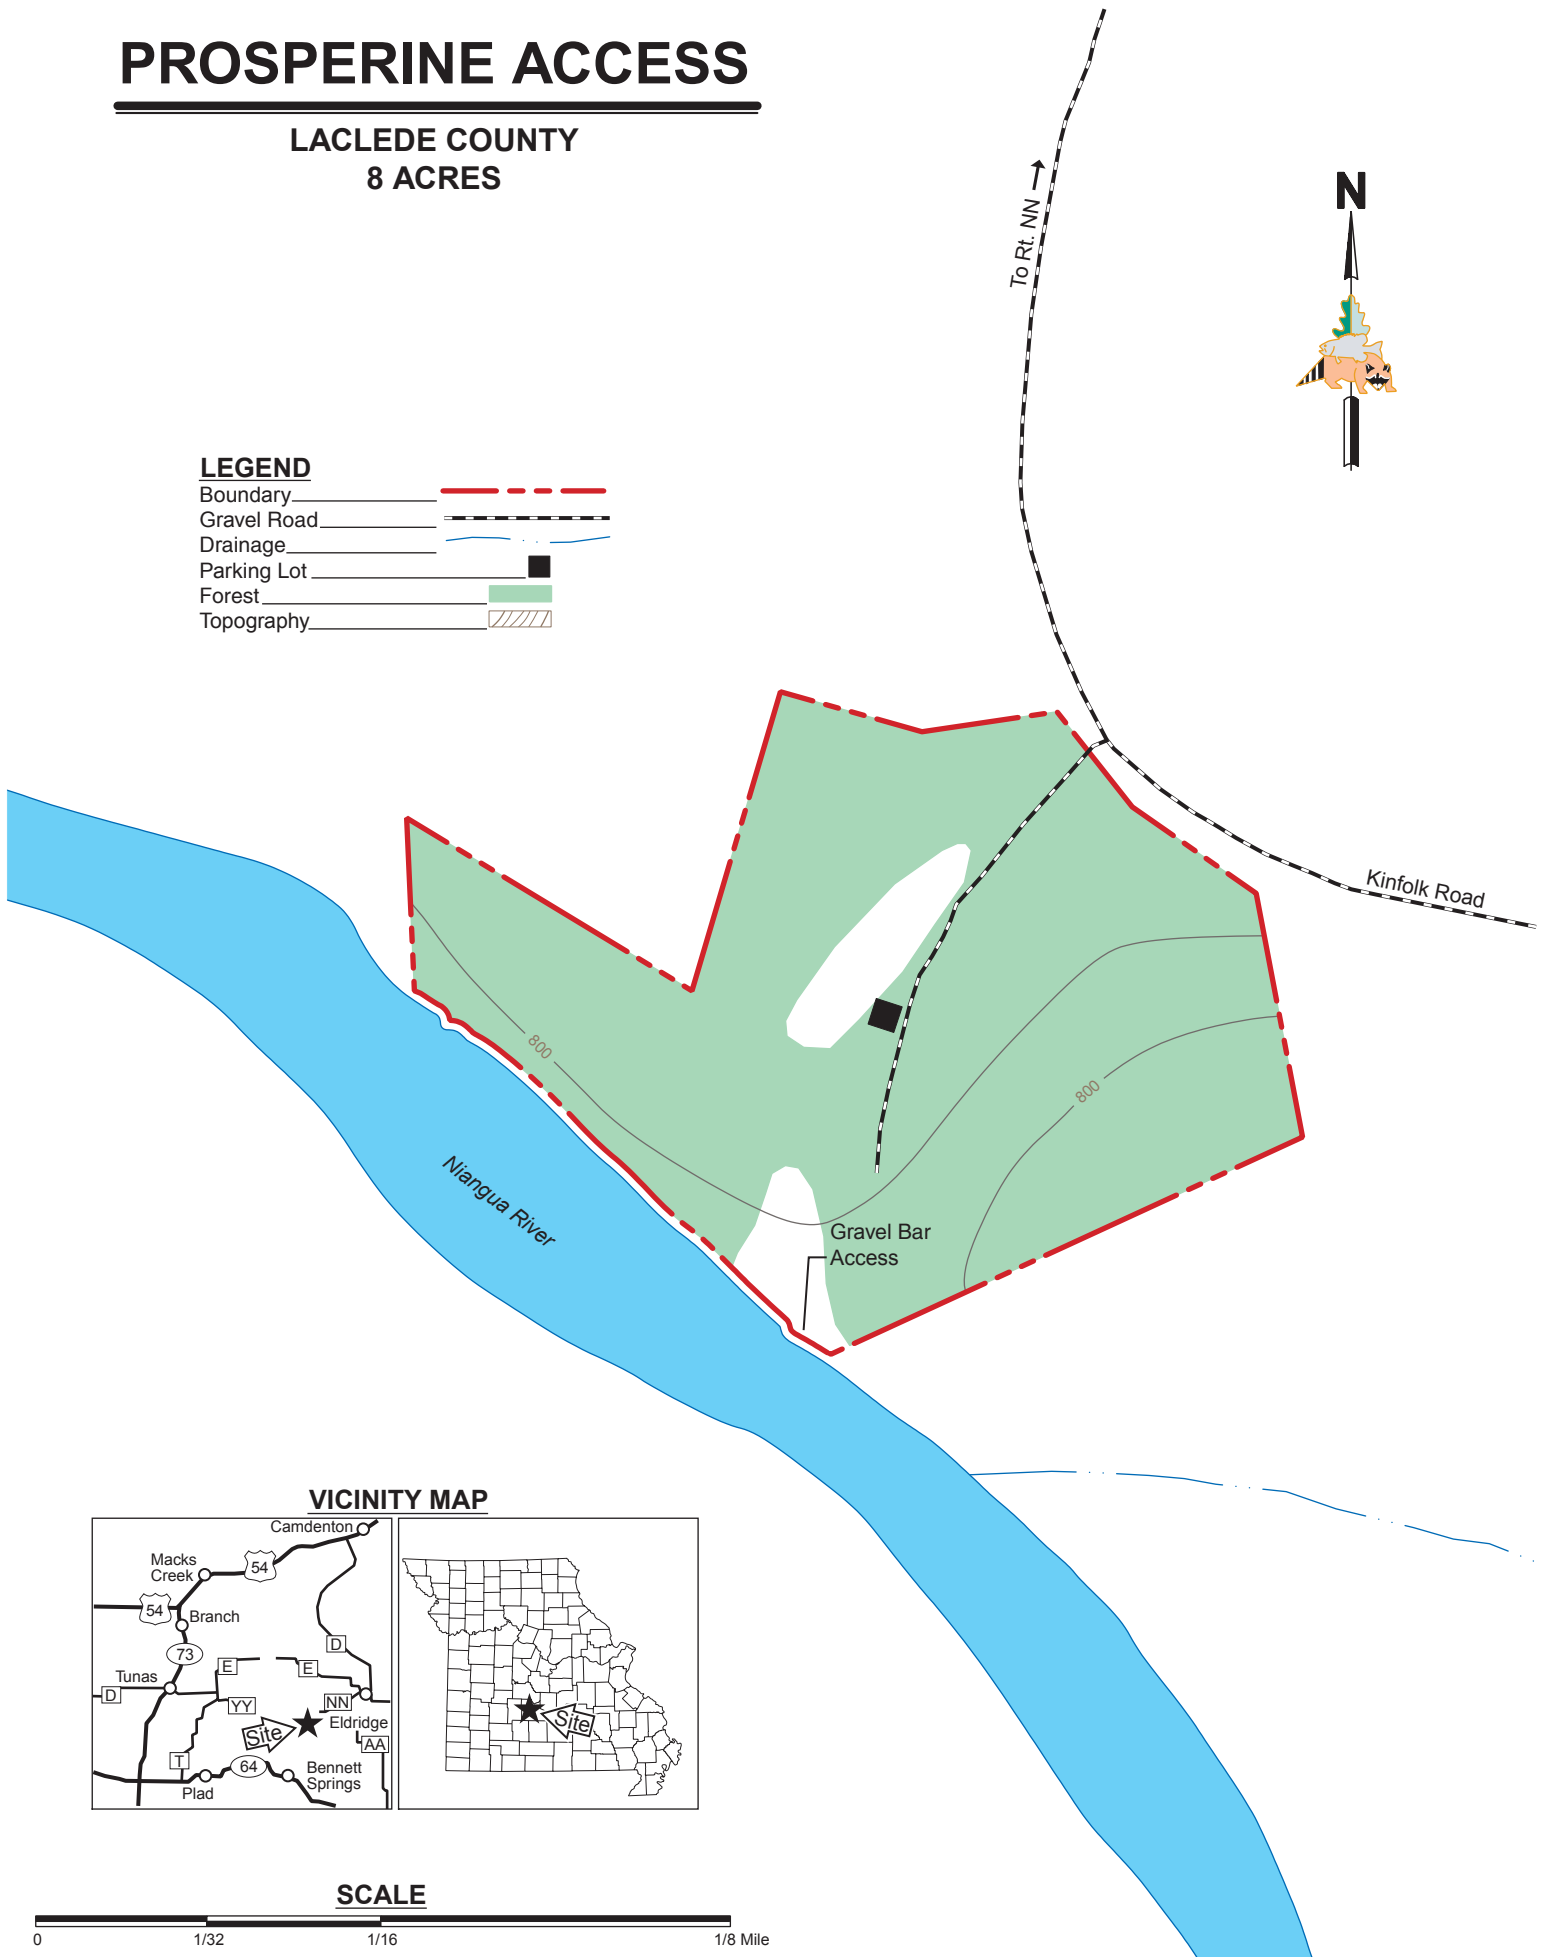 PROSPERINE ACCESS
LACLEDE COUNTY
8 ACRES
To Rt. NN
N
LEGEND
Boundary
Gravel Road
Drainage
Parking Lot
Forest
Topography
Kinfolk Road
800
800
Niangua River
Gravel Bar
Access
VICINITY MAP
Camdenton
Macks
Creek
54
54
Branch
73
D
Tunas
E
E
D
YY
NN
Eldridge
Site
AA
T
64
Bennett
Springs
Plad
Site
SCALE
0
1/32
1/16
1/8 Mile